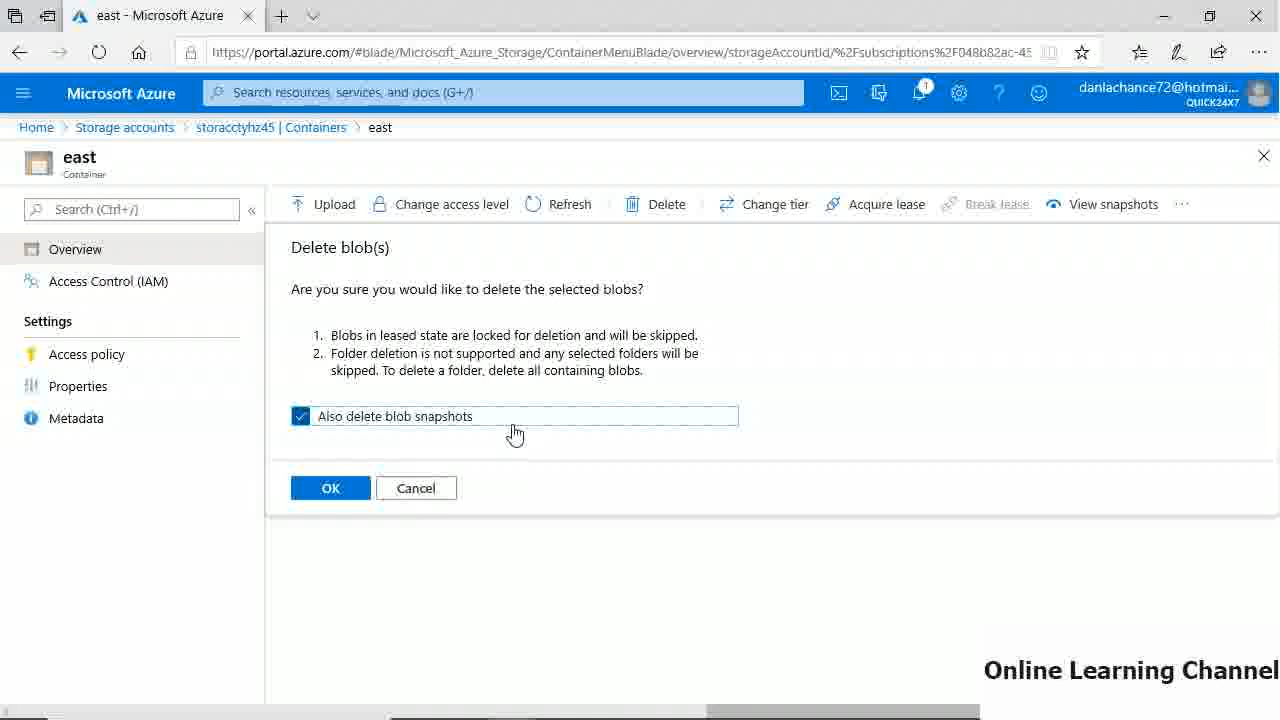 east - Microsoft Azure
https://portal.azure.com/#blade/Microsoft_Azure_Storage/ContainerMenuBlade/overview/storageAccountId/%2Fsubscriptions%2F048b82ac-45
Microsoft Azure
Search resources, services, and docs (G+/)
1
danlachance72@hotmai...
QUICK24X7
Home > Storage accounts > storacctyhz45 | Containers > east
east
Container
Search (Ctrl+/)
«
Upload Change access level Refresh Delete Change tier Acquire lease Break lease View snapshots ...
Overview
Access Control (IAM)
Settings
Access policy
Properties
Metadata
Delete blob(s)
Are you sure you would like to delete the selected blobs?
1. Blobs in leased state are locked for deletion and will be skipped.
2. Folder deletion is not supported and any selected folders will be
skipped. To delete a folder, delete all containing blobs.
Also delete blob snapshots
OK Cancel
Online Learning Channel